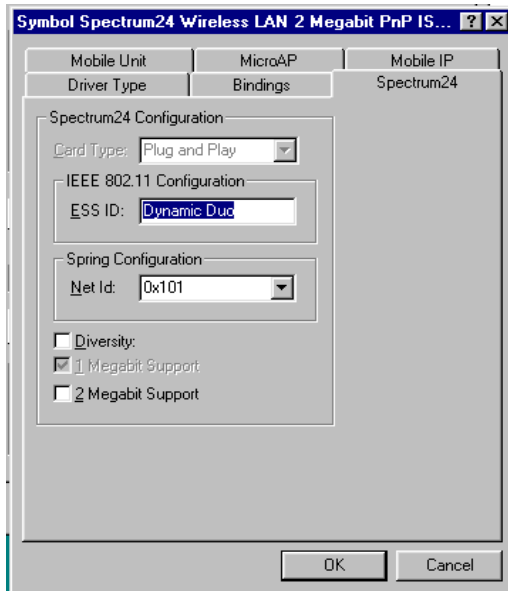 Symbol Spectrum24 Wireless LAN 2 Megabit PnP IS...
Mobile Unit MicroAP Mobile IP
Driver Type Bindings Spectrum24
Spectrum24 Configuration
Card Type: Plug and Play
IEEE 802.11 Configuration
ESS ID: Dynamic Duo
Spring Configuration
Net Id: 0x101
Diversity:
1 Megabit Support
2 Megabit Support
OK Cancel